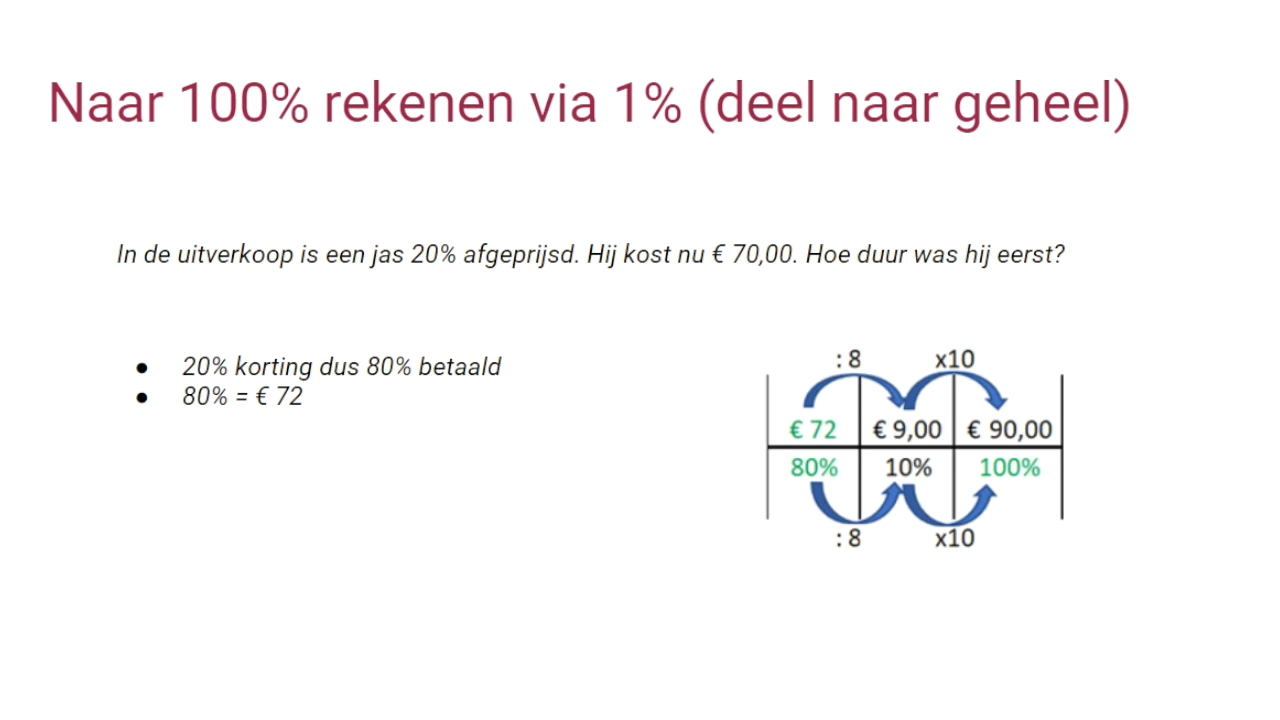 Naar 100% rekenen via 1% (deel naar geheel)
In de uitverkoop is een jas 20% afgeprijsd. Hij kost nu € 70,00. Hoe duur was hij eerst?
● 20% korting dus 80% betaald
● 80% = € 72
: 8 x10
€ 72 € 9,00 € 90,00
80% 10% 100%
: 8 x10